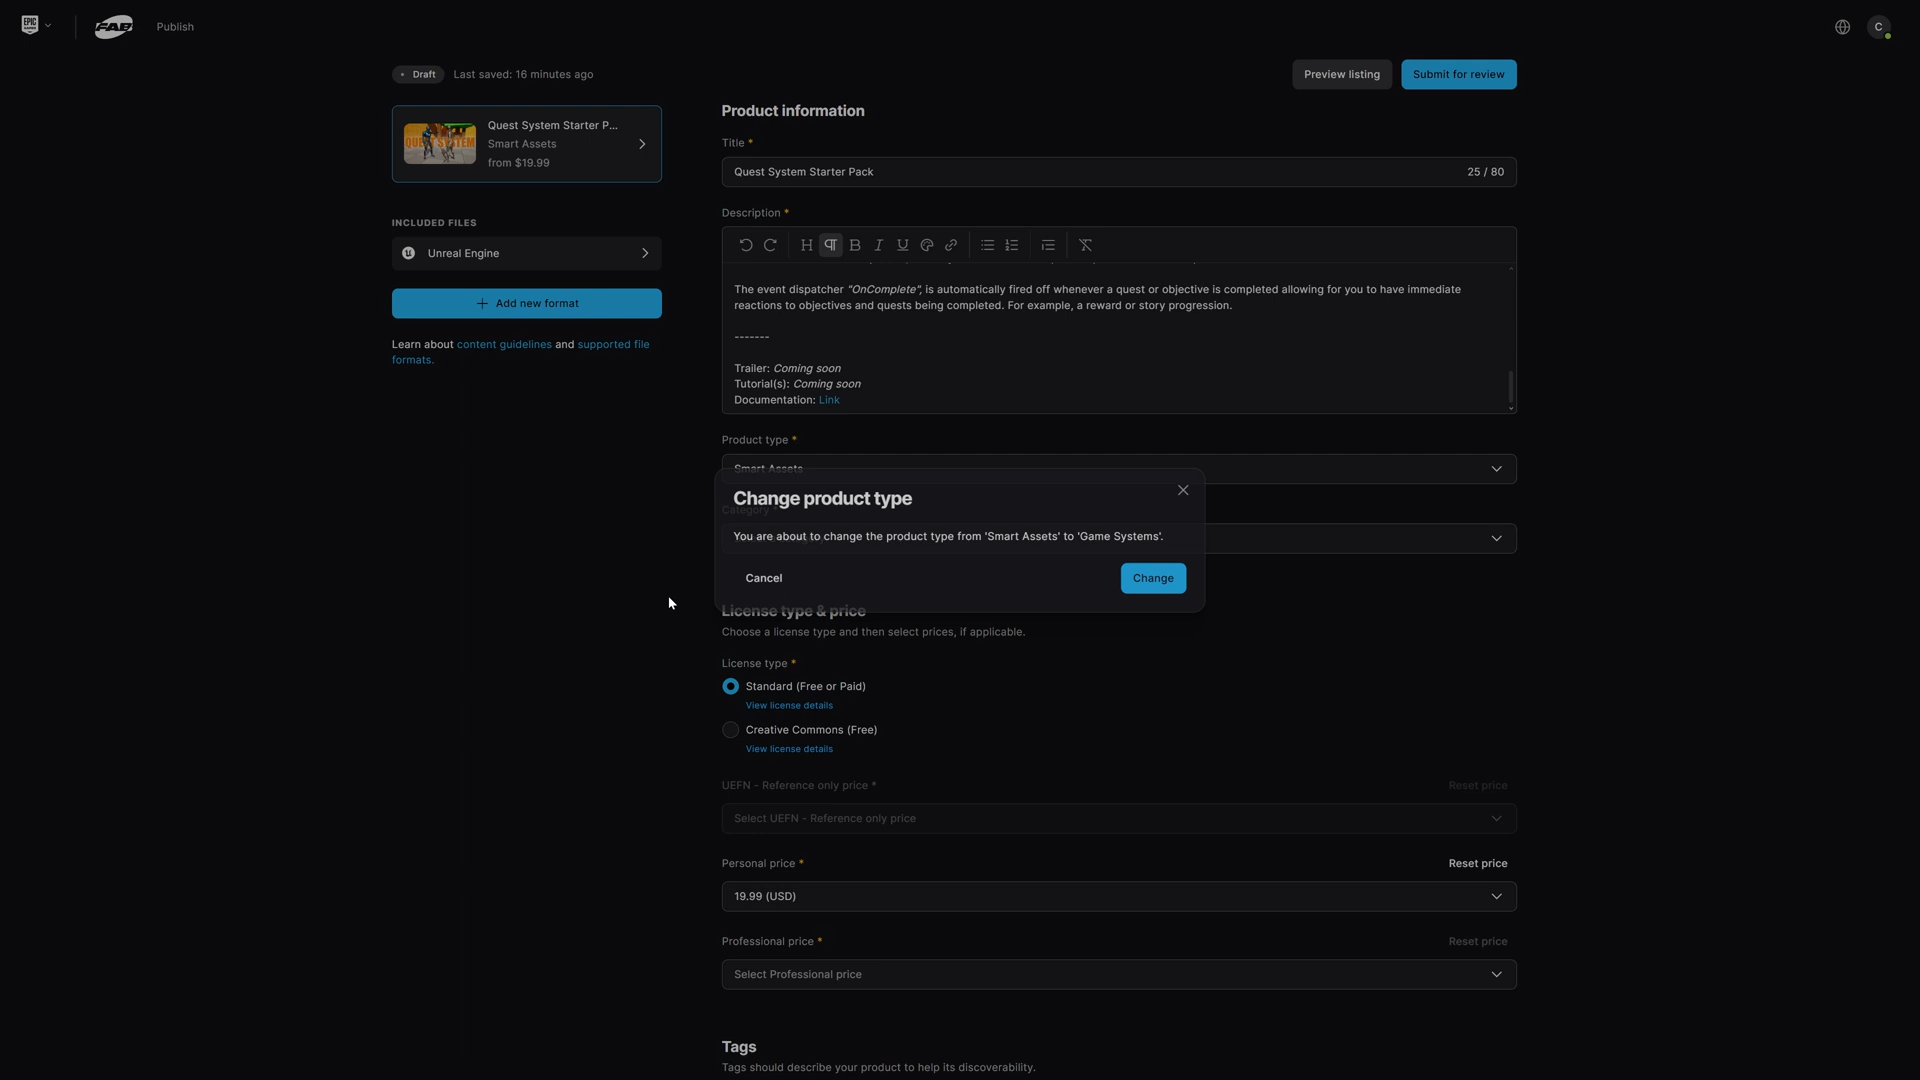 EPIC
FAB
Publish
C
Draft
Last saved: 16 minutes ago
Preview listing
Submit for review
QUEST SYSTEM
Quest System Starter P...
Smart Assets
from $19.99
INCLUDED FILES
Unreal Engine
+ Add new format
Learn about content guidelines and supported file
formats.
Product information
Title *
Quest System Starter Pack
25 / 80
Description *
The event dispatcher "OnComplete", is automatically fired off whenever a quest or objective is completed allowing for you to have immediate
reactions to objectives and quests being completed. For example, a reward or story progression.
-------
Trailer: Coming soon
Tutorial(s): Coming soon
Documentation: Link
Product type *
Smart Assets
Change product type
Category *
You are about to change the product type from 'Smart Assets' to 'Game Systems'.
Cancel
Change
License type & price
Choose a license type and then select prices, if applicable.
License type *
Standard (Free or Paid)
View license details
Creative Commons (Free)
View license details
UEFN - Reference only price *
Reset price
Select UEFN - Reference only price
Personal price *
Reset price
19.99 (USD)
Professional price *
Reset price
Select Professional price
Tags
Tags should describe your product to help its discoverability.